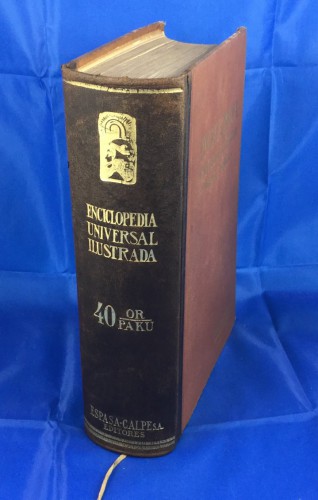 ENCICLOPEDIA
UNIVERSAL
ILUSTRADA
40 OR
PAKU
ESPASA-CALPE S.A.
EDITORES